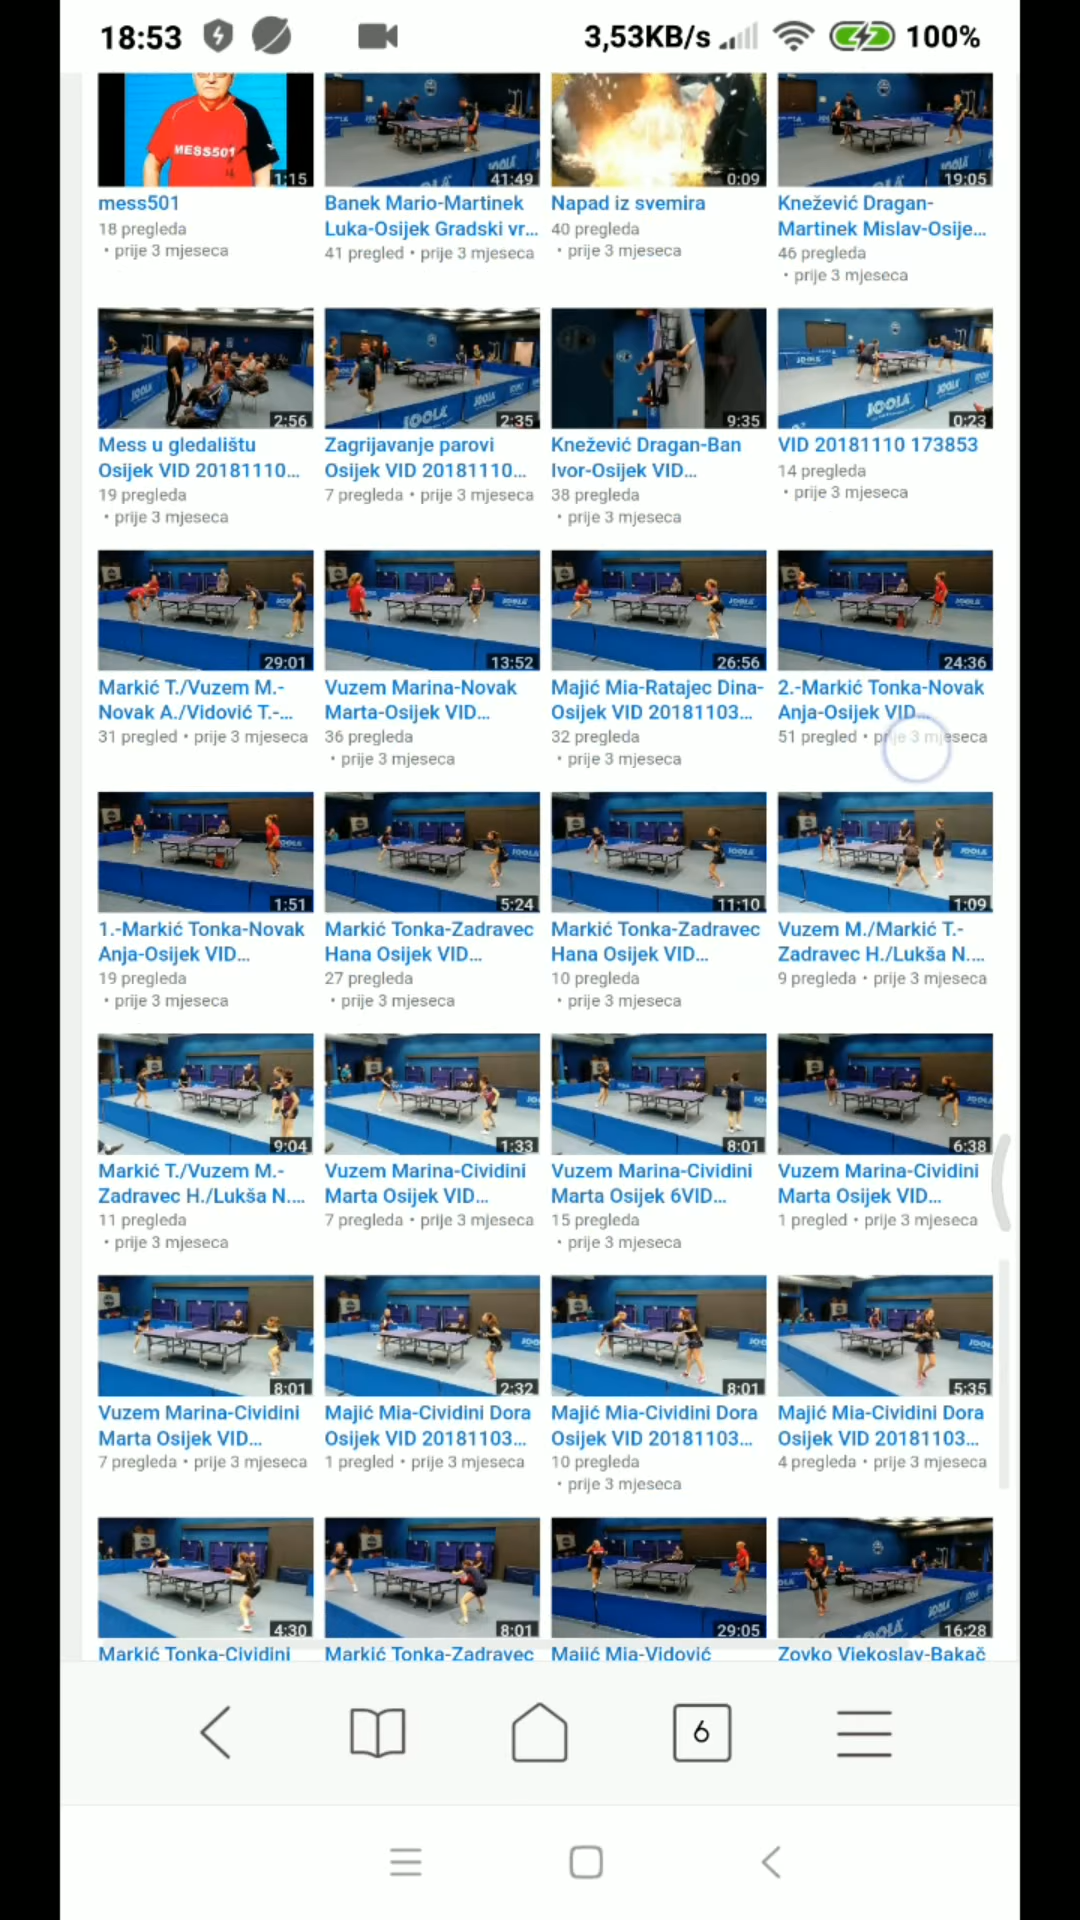 18:53
3,53KB/s
100%
MESS501
1:15
JOOLA
41:49
0:09
JOOLA
19:05
mess501
18 pregleda
• prije 3 mjeseca
Banek Mario-Martinek
Luka-Osijek Gradski vr...
41 pregled • prije 3 mjeseca
Napad iz svemira
40 pregleda
• prije 3 mjeseca
Knežević Dragan-
Martinek Mislav-Osije...
46 pregleda
• prije 3 mjeseca
JOOLA
2:56
JOOLA
2:35
9:35
JOOLA
0:23
Mess u gledalištu
Osijek VID 20181110...
19 pregleda
• prije 3 mjeseca
Zagrijavanje parovi
Osijek VID 20181110...
7 pregleda • prije 3 mjeseca
Knežević Dragan-Ban
Ivor-Osijek VID...
38 pregleda
• prije 3 mjeseca
VID 20181110 173853
14 pregleda
• prije 3 mjeseca
JOOLA
29:01
JOOLA
13:52
26:56
JOOLA
24:36
Markić T./Vuzem M.-
Novak A./Vidović T.-...
31 pregled • prije 3 mjeseca
Vuzem Marina-Novak
Marta-Osijek VID...
36 pregleda
• prije 3 mjeseca
Majić Mia-Ratajec Dina-
Osijek VID 20181103...
32 pregleda
• prije 3 mjeseca
2.-Markić Tonka-Novak
Anja-Osijek VID...
51 pregled • prije 3 mjeseca
JOOLA
1:51
JOOLA
5:24
JOOLA
11:10
1:09
1.-Markić Tonka-Novak
Anja-Osijek VID...
19 pregleda
• prije 3 mjeseca
Markić Tonka-Zadravec
Hana Osijek VID...
27 pregleda
• prije 3 mjeseca
Markić Tonka-Zadravec
Hana Osijek VID...
10 pregleda
• prije 3 mjeseca
Vuzem M./Markić T.-
Zadravec H./Lukša N....
9 pregleda • prije 3 mjeseca
9:04
1:33
8:01
6:38
Markić T./Vuzem M.-
Zadravec H./Lukša N....
11 pregleda
• prije 3 mjeseca
Vuzem Marina-Cividini
Marta Osijek VID...
7 pregleda • prije 3 mjeseca
Vuzem Marina-Cividini
Marta Osijek 6VID...
15 pregleda
• prije 3 mjeseca
Vuzem Marina-Cividini
Marta Osijek VID...
1 pregled • prije 3 mjeseca
8:01
2:32
8:01
5:35
Vuzem Marina-Cividini
Marta Osijek VID...
7 pregleda • prije 3 mjeseca
Majić Mia-Cividini Dora
Osijek VID 20181103...
1 pregled • prije 3 mjeseca
Majić Mia-Cividini Dora
Osijek VID 20181103...
10 pregleda
• prije 3 mjeseca
Majić Mia-Cividini Dora
Osijek VID 20181103...
4 pregleda • prije 3 mjeseca
4:30
8:01
29:05
JOOLA
16:28
Markić Tonka-Cividini
Markić Tonka-Zadravec
Majić Mia-Vidović
Zovko Vjekoslav-Bakač
6